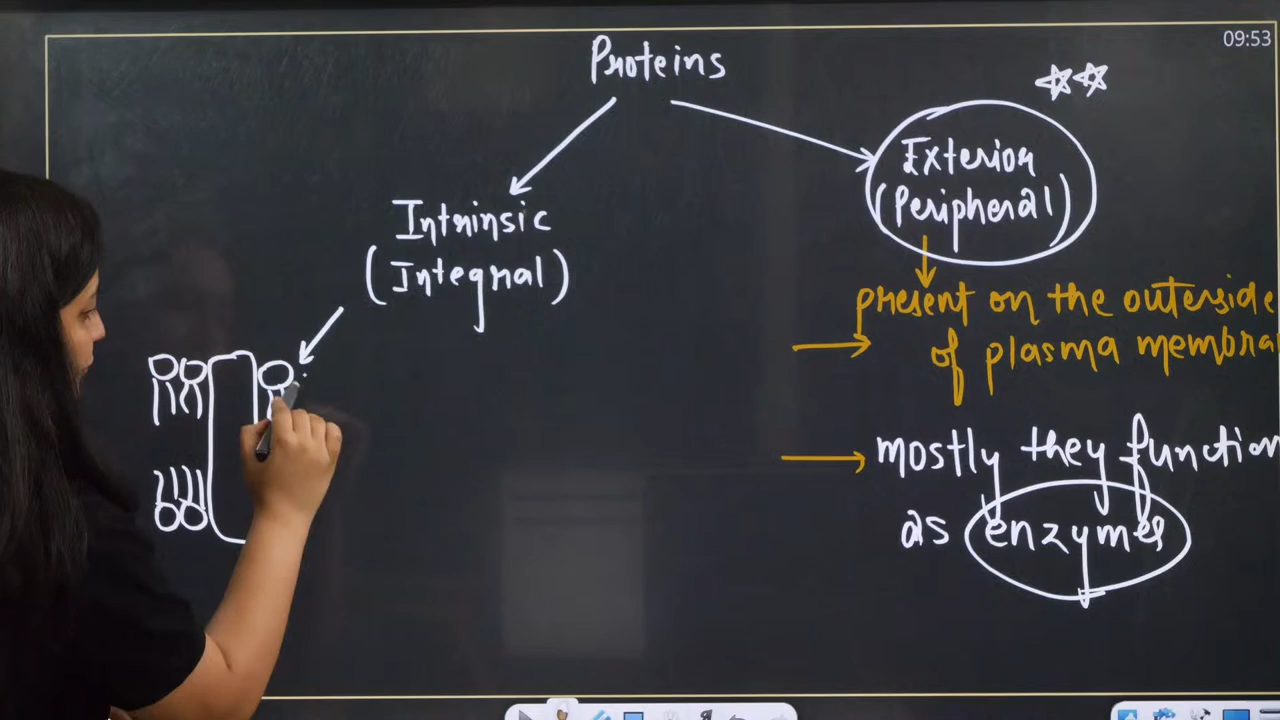 09:53
Proteins
Intrinsic
(Integral)
Exterior
(Peripheral)
present on the outerside
of plasma membra
mostly they function
as enzymes